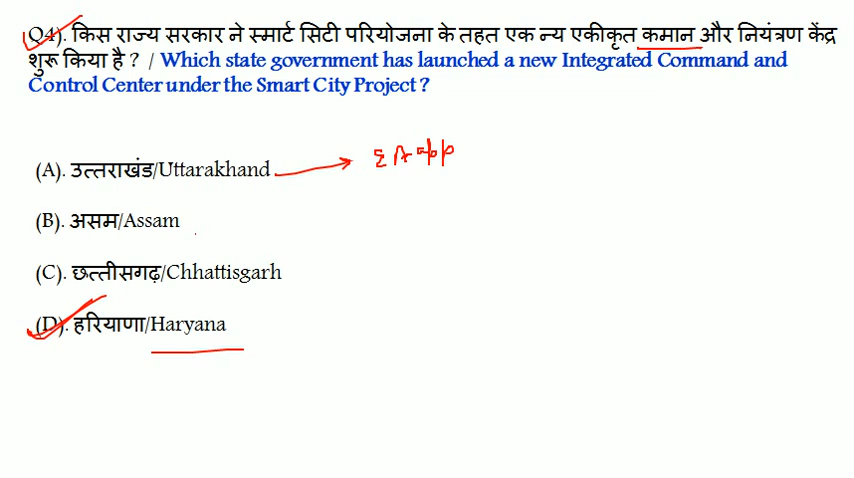 Q4). किस राज्य सरकार ने स्मार्ट सिटी परियोजना के तहत एक न्य एकीकृत कमान और नियंत्रण केंद्र
शुरू किया है ? / Which state government has launched a new Integrated Command and
Control Center under the Smart City Project ?
(A). उत्तराखंड/Uttarakhand
(B). असम/Assam
(C). छत्तीसगढ़/Chhattisgarh
(D). हरियाणा/Haryana